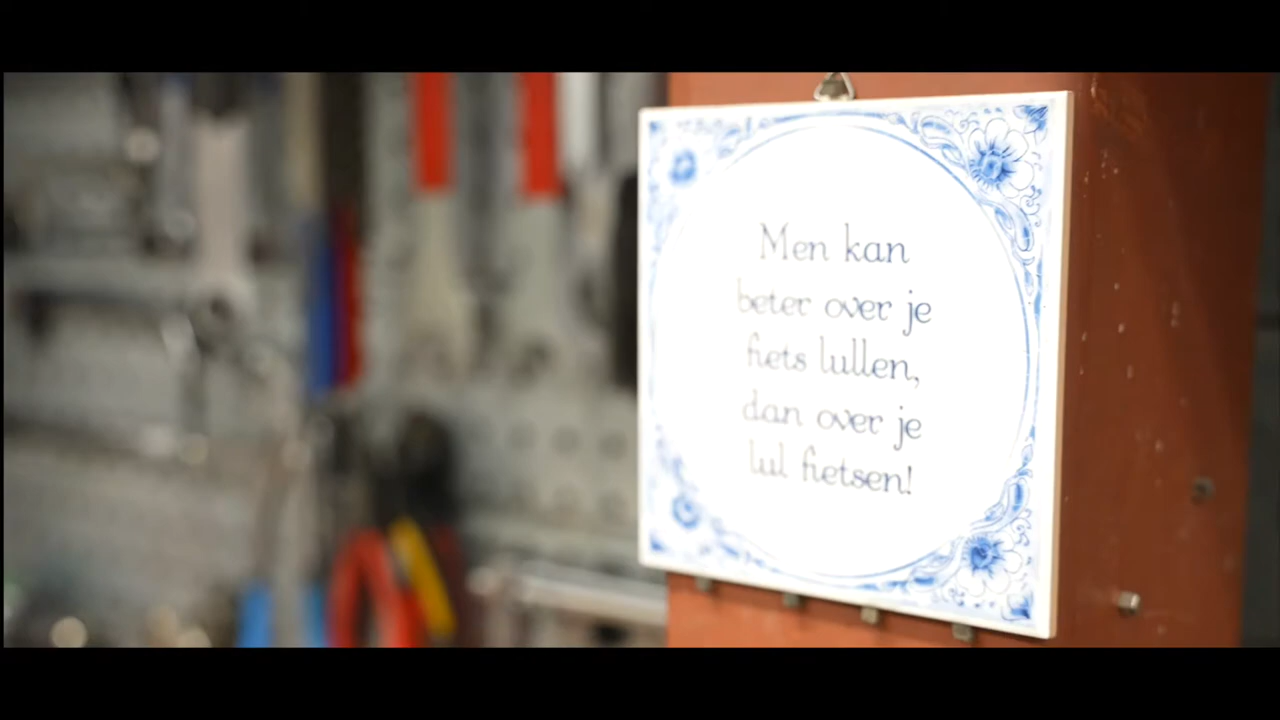 Men kan
beter over je
fiets lullen,
dan over je
lul fietsen!